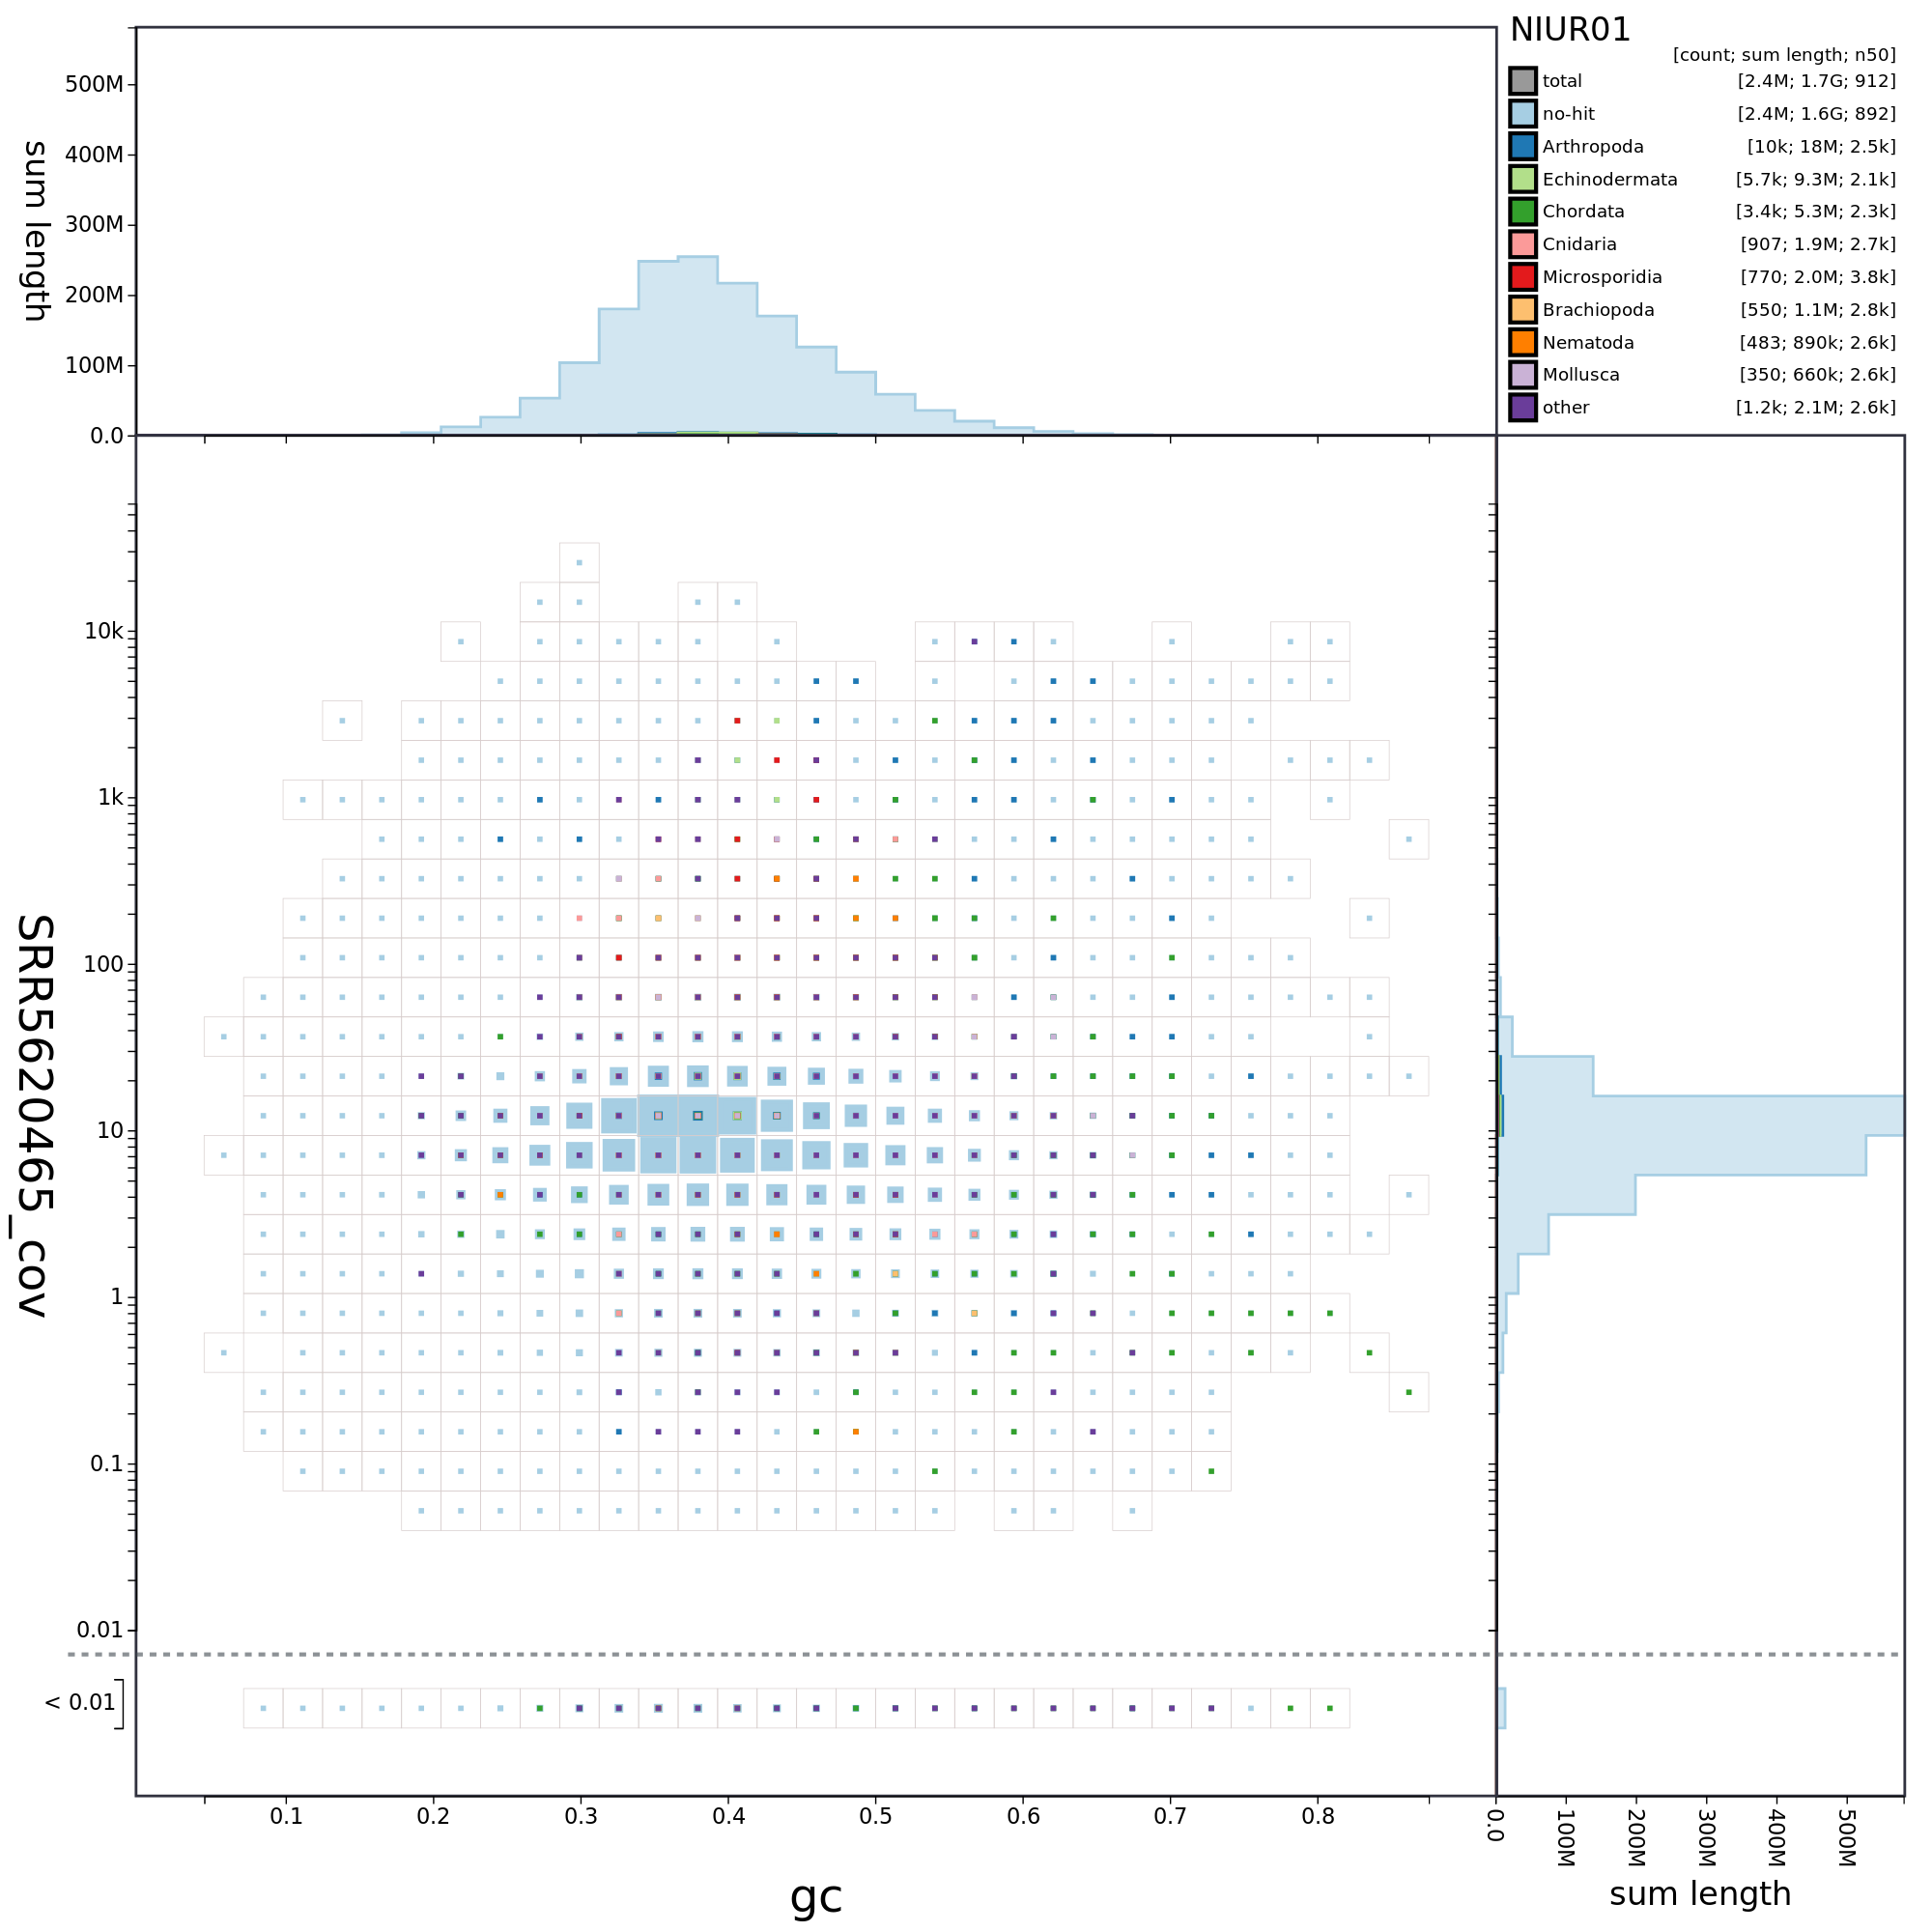 NIUR01
[count; sum length; n50]
total [2.4M; 1.7G; 912]
no-hit [2.4M; 1.6G; 892]
Arthropoda [10k; 18M; 2.5k]
Echinodermata [5.7k; 9.3M; 2.1k]
Chordata [3.4k; 5.3M; 2.3k]
Cnidaria [907; 1.9M; 2.7k]
Microsporidia [770; 2.0M; 3.8k]
Brachiopoda [550; 1.1M; 2.8k]
Nematoda [483; 890k; 2.6k]
Mollusca [350; 660k; 2.6k]
other [1.2k; 2.1M; 2.6k]
sum length
500M
400M
300M
200M
100M
0.0
SRR5620465_cov
10k
1k
100
10
1
0.1
0.01
< 0.01
0.1 0.2 0.3 0.4 0.5 0.6 0.7 0.8
gc
0.0 100M 200M 300M 400M 500M
sum length